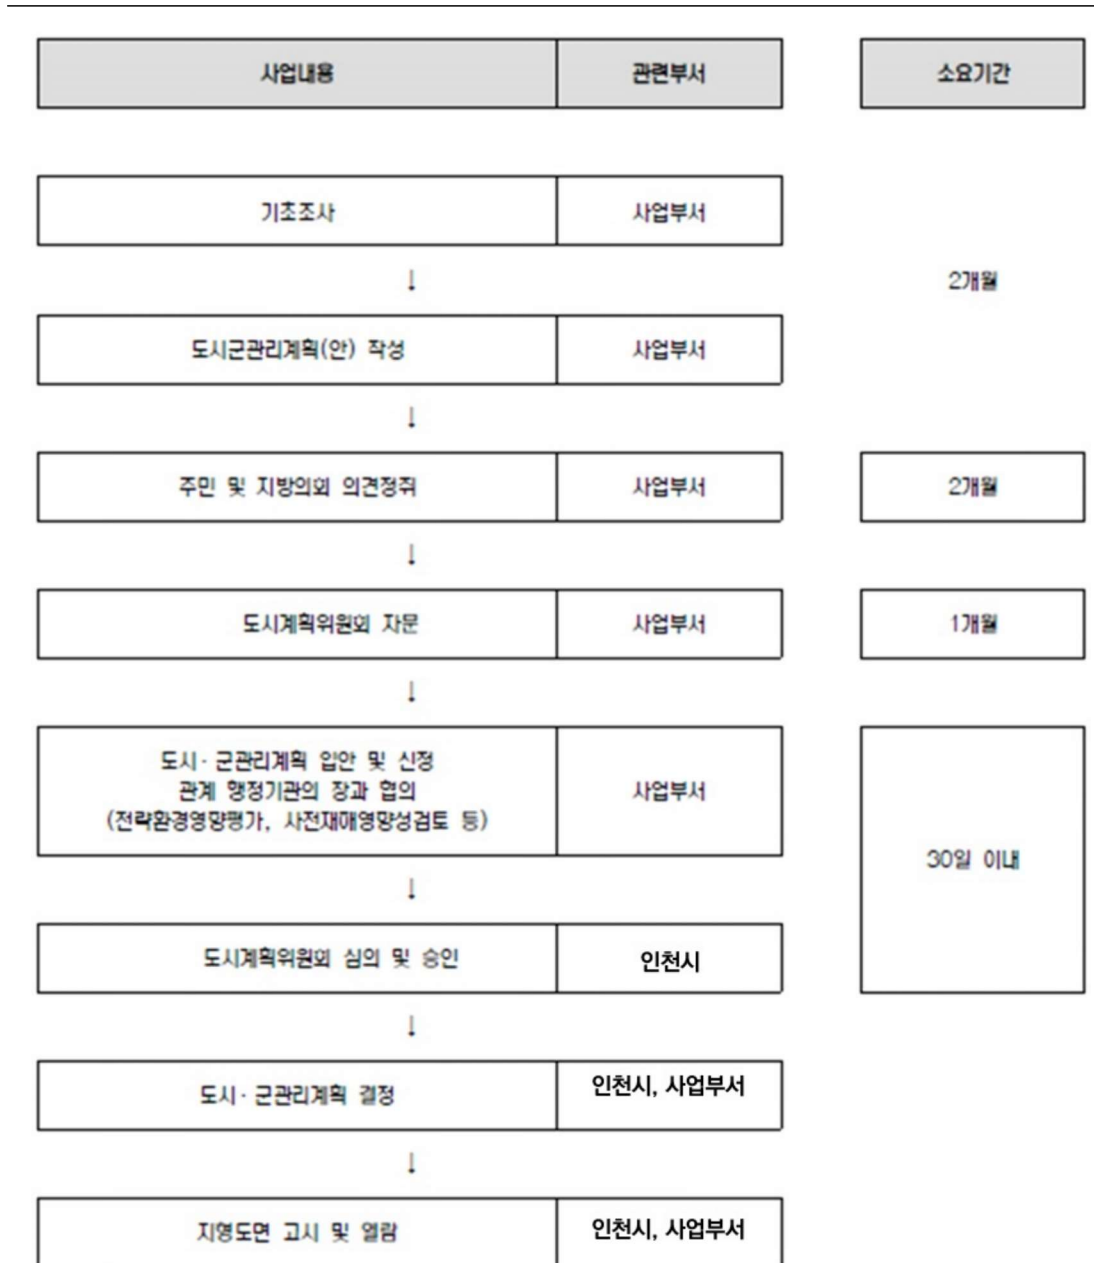 사업내용 관련부서 소요기간
기초조사 사업부서
↓ 2개월
도시군관리계획(안) 작성 사업부서
↓
주민 및 지방의회 의견청취 사업부서 2개월
↓
도시계획위원회 자문 사업부서 1개월
↓
도시·군관리계획 입안 및 신청
관계 행정기관의 장과 협의 사업부서
(전략환경영향평가, 사전재해영향성검토 등)
30일 이내
↓
도시계획위원회 심의 및 승인 인천시
↓
도시·군관리계획 결정 인천시, 사업부서
↓
지형도면 고시 및 열람 인천시, 사업부서